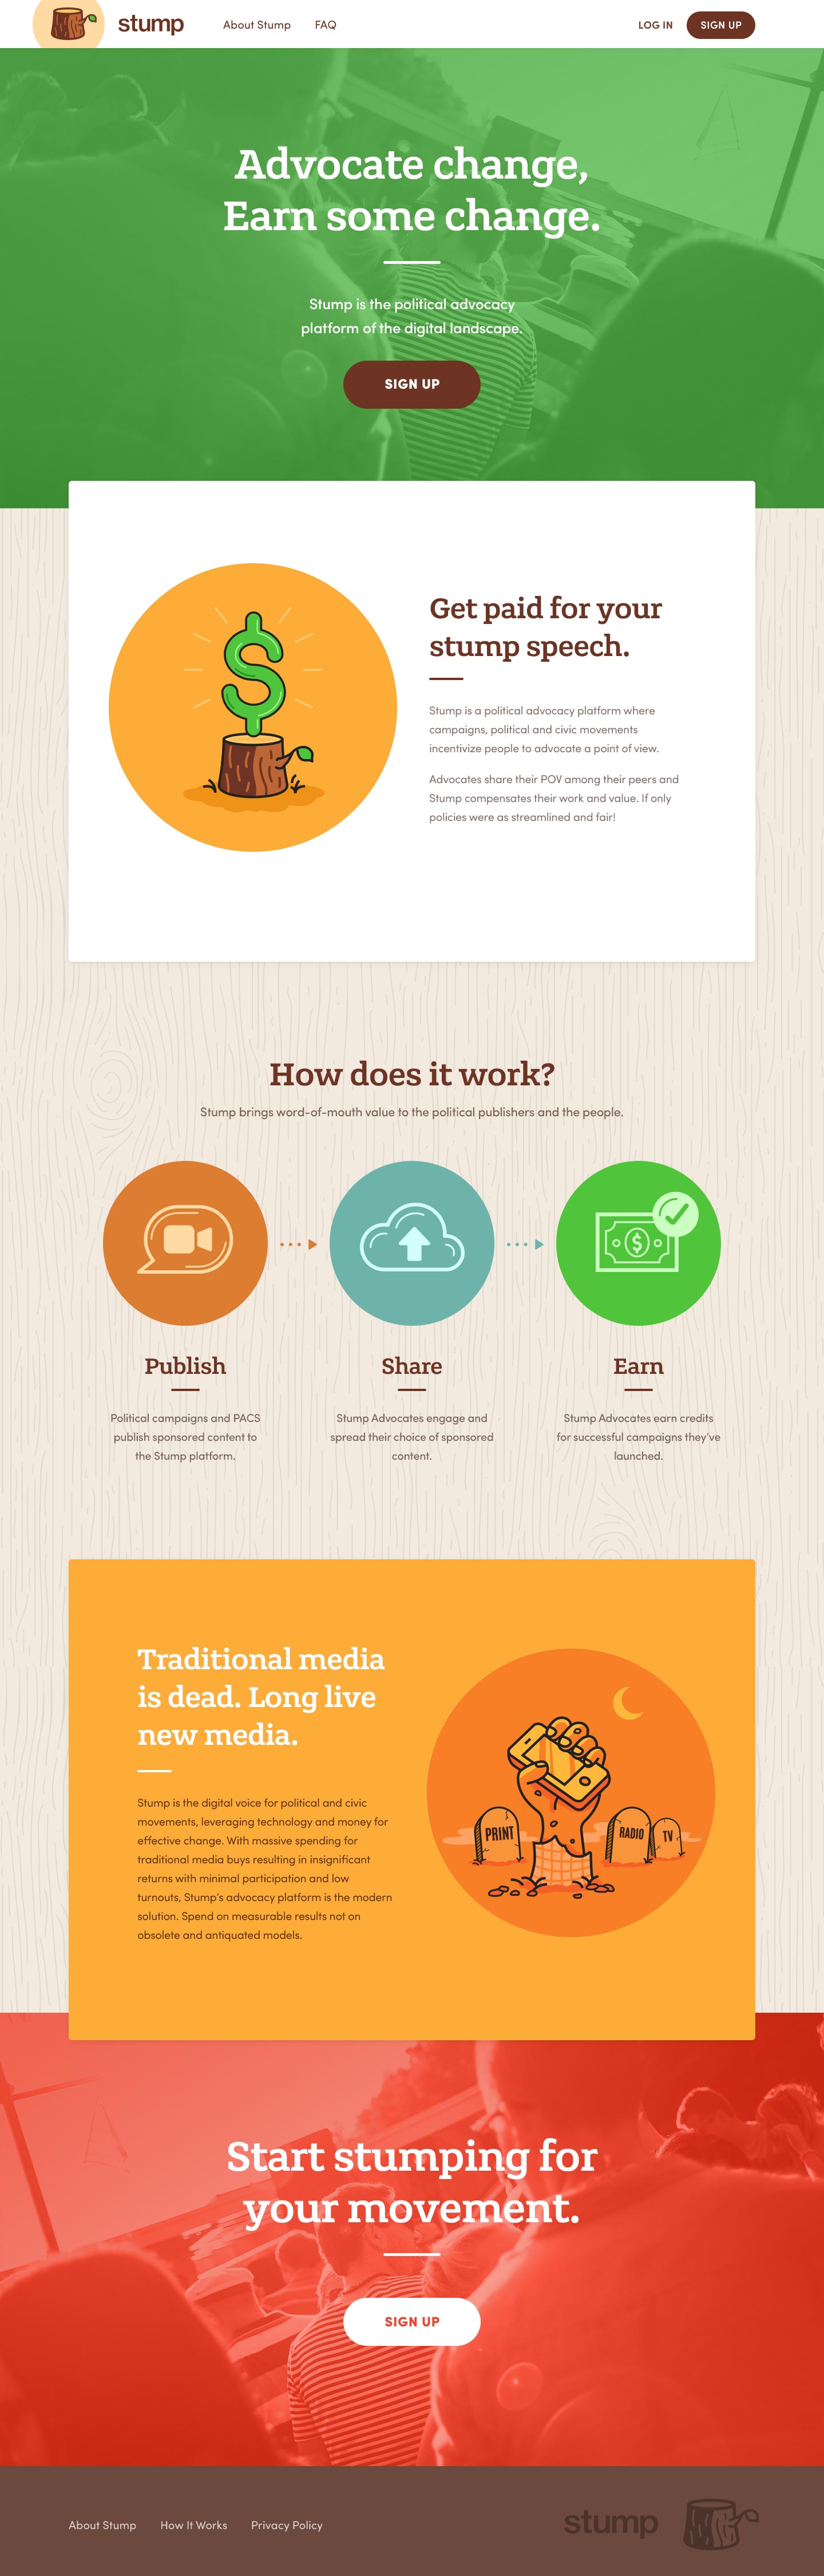 stump
About Stump
FAQ
LOG IN
SIGN UP
Advocate change,
Earn some change.
Stump is the political advocacy
platform of the digital landscape.
SIGN UP
Get paid for your
stump speech.
Stump is a political advocacy platform where
campaigns, political and civic movements
incentivize people to advocate a point of view.
Advocates share their POV among their peers and
Stump compensates their work and value. If only
policies were as streamlined and fair!
How does it work?
Stump brings word-of-mouth value to the political publishers and the people.
Publish
Political campaigns and PACS
publish sponsored content to
the Stump platform.
Share
Stump Advocates engage and
spread their choice of sponsored
content.
Earn
Stump Advocates earn credits
for successful campaigns they've
launched.
Traditional media
is dead. Long live
new media.
Stump is the digital voice for political and civic
movements, leveraging technology and money for
effective change. With massive spending for
traditional media buys resulting in insignificant
returns with minimal participation and low
turnouts, Stump's advocacy platform is the modern
solution. Spend on measurable results not on
obsolete and antiquated models.
PRINT
RADIO
TV
Start stumping for
your movement.
SIGN UP
About Stump
How It Works
Privacy Policy
stump